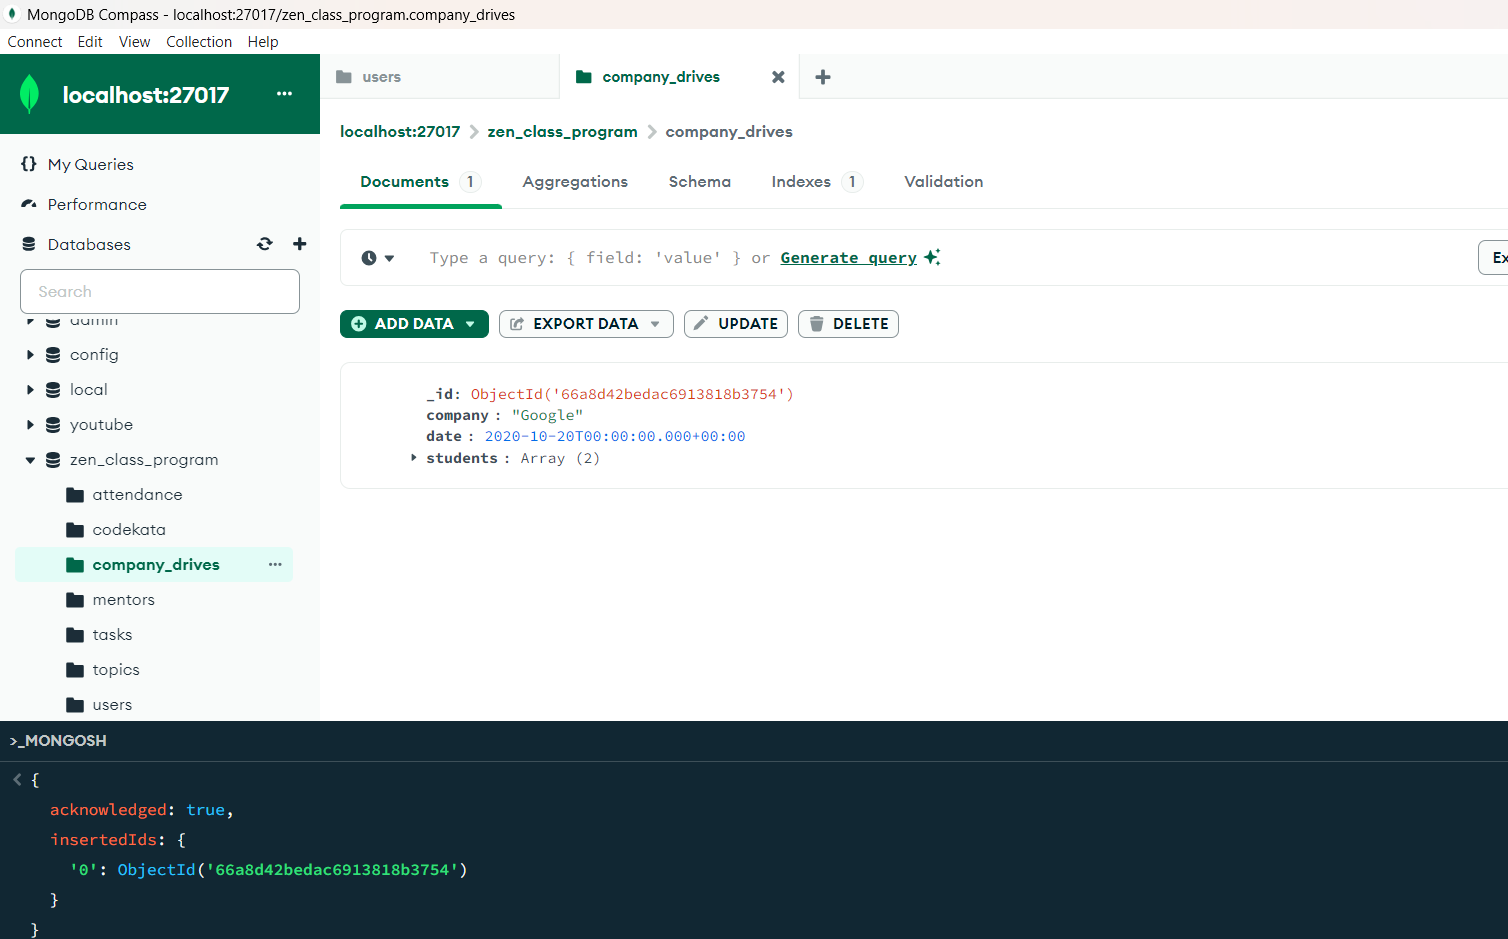 MongoDB Compass - localhost:27017/zen_class_program.company_drives
Connect Edit View Collection Help
localhost:27017 ...
users
company_drives
localhost:27017 > zen_class_program > company_drives
{} My Queries
Documents 1 Aggregations Schema Indexes 1 Validation
Performance
Databases
Type a query: { field: 'value' } or Generate query
Ex
Search
admin
ADD DATA EXPORT DATA UPDATE DELETE
config
local
youtube
zen_class_program
attendance
codekata
company_drives ...
mentors
tasks
topics
users
_id: ObjectId('66a8d42bedac6913818b3754')
company : "Google"
date : 2020-10-20T00:00:00.000+00:00
students : Array (2)
>_MONGOSH
< {
acknowledged: true,
insertedIds: {
'0': ObjectId('66a8d42bedac6913818b3754')
}
}